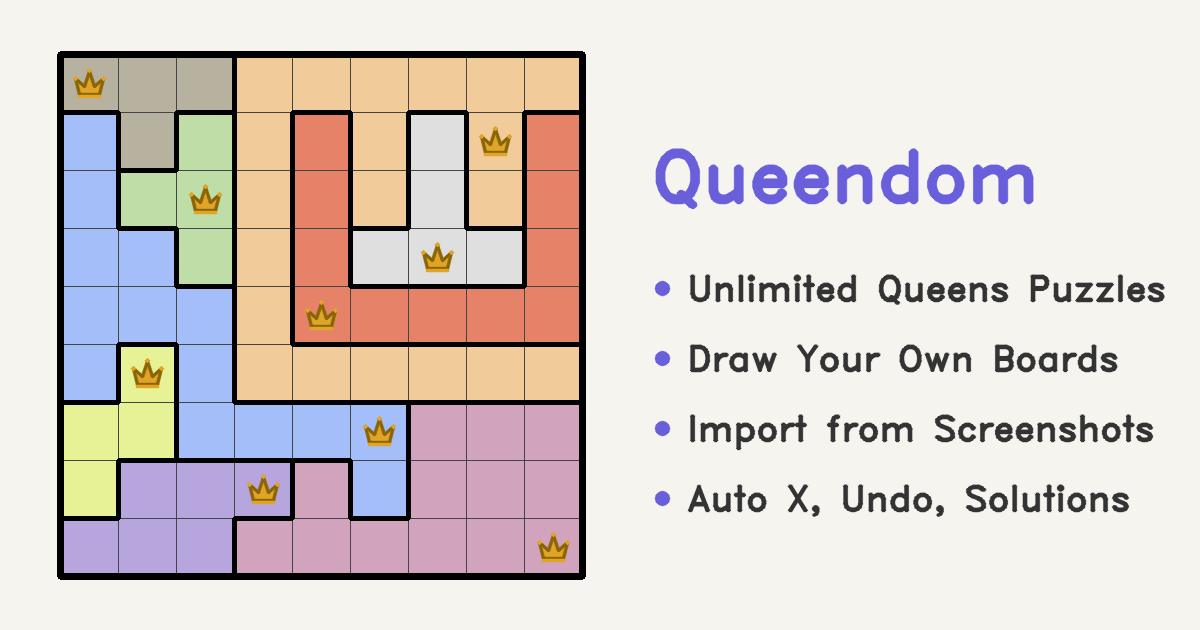 Queendom
Unlimited Queens Puzzles
Draw Your Own Boards
Import from Screenshots
Auto X, Undo, Solutions